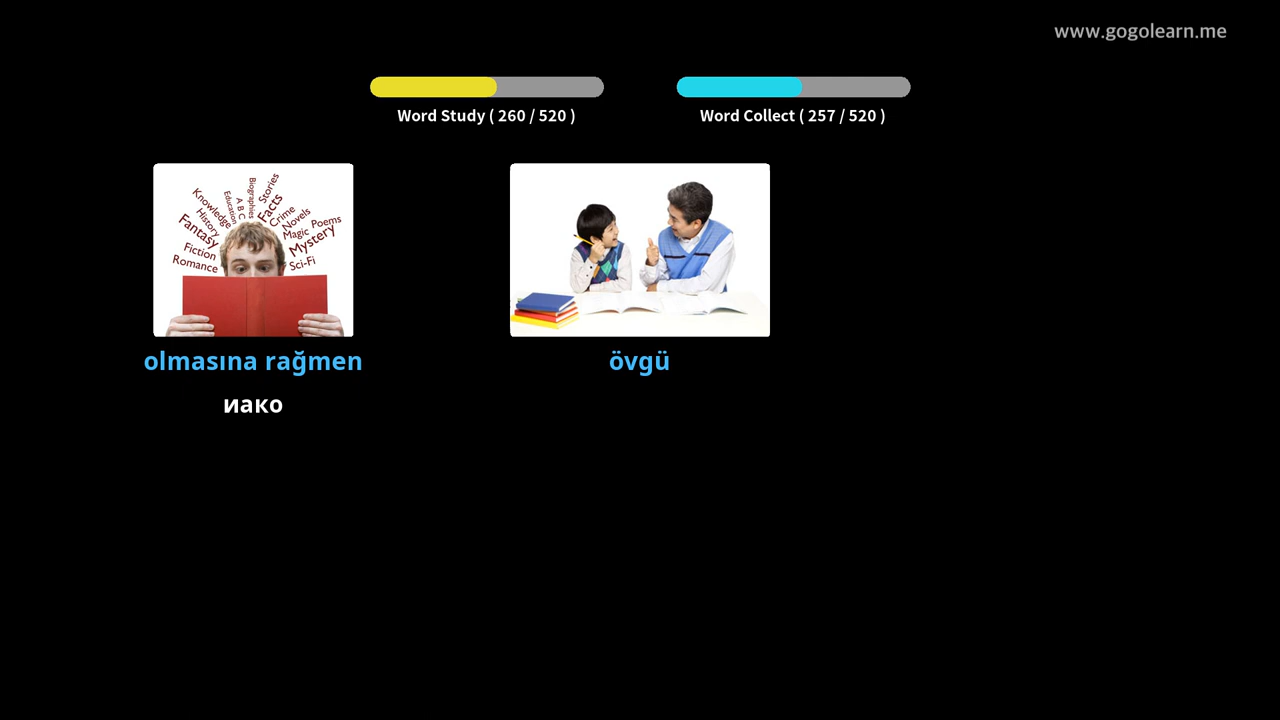 www.gogolearn.me
Word Study ( 260 / 520 )
Word Collect ( 257 / 520 )
Knowledge
History
Education
A B C
Biographies
Stories
Facts
Crime
Novels
Magic
Poems
Fantasy
Mystery
Fiction
Romance
Sci-Fi
olmasına rağmen
övgü
иако